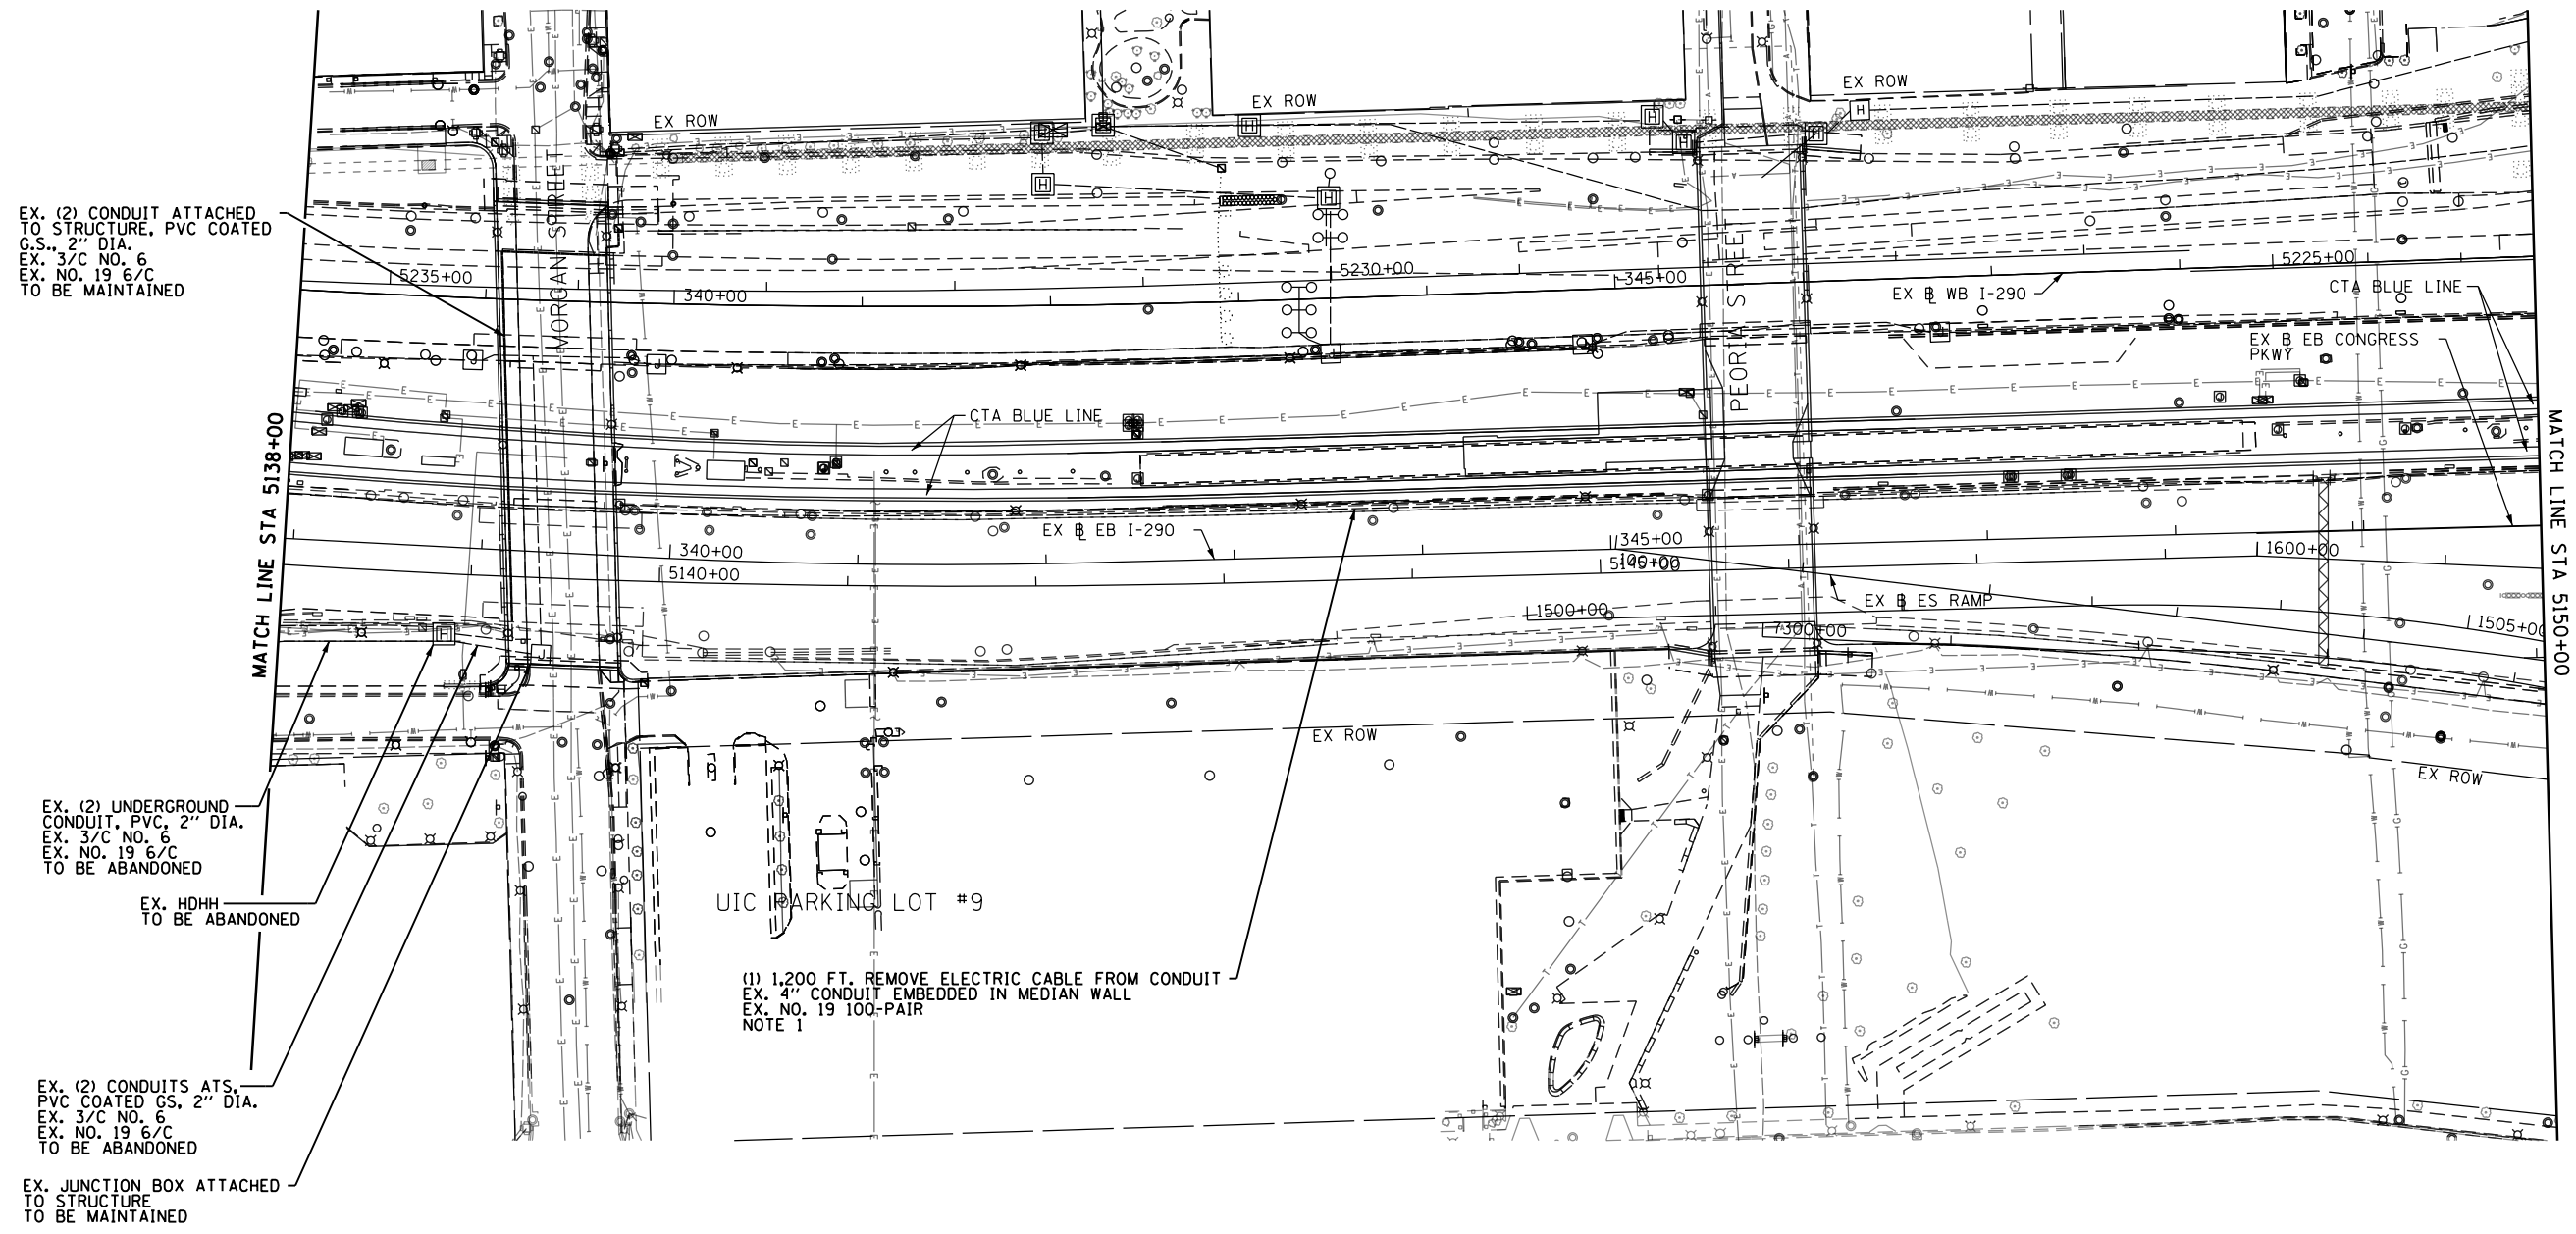 EX ROW
EX ROW
EX ROW
MORGAN STREET
PEORIA STREET
EX. (2) CONDUIT ATTACHED
TO STRUCTURE, PVC COATED
G.S., 2" DIA.
EX. 3/C NO. 6
EX. NO. 19 6/C
TO BE MAINTAINED
5235+00
340+00
5230+00
345+00
5225+00
EX B WB I-290
CTA BLUE LINE
EX B EB CONGRESS
PKWY
CTA BLUE LINE
MATCH LINE STA 5138+00
MATCH LINE STA 5150+00
EX B EB I-290
340+00
5140+00
345+00
5145+00
1600+00
EX B ES RAMP
1500+00
7300+00
1505+00
EX ROW
EX ROW
EX. (2) UNDERGROUND
CONDUIT, PVC, 2" DIA.
EX. 3/C NO. 6
EX. NO. 19 6/C
TO BE ABANDONED
EX. HDHH
TO BE ABANDONED
UIC PARKING LOT #9
(1) 1,200 FT. REMOVE ELECTRIC CABLE FROM CONDUIT
EX. 4" CONDUIT EMBEDDED IN MEDIAN WALL
EX. NO. 19 100-PAIR
NOTE 1
EX. (2) CONDUITS ATS,
PVC COATED GS, 2" DIA.
EX. 3/C NO. 6
EX. NO. 19 6/C
TO BE ABANDONED
EX. JUNCTION BOX ATTACHED
TO STRUCTURE
TO BE MAINTAINED